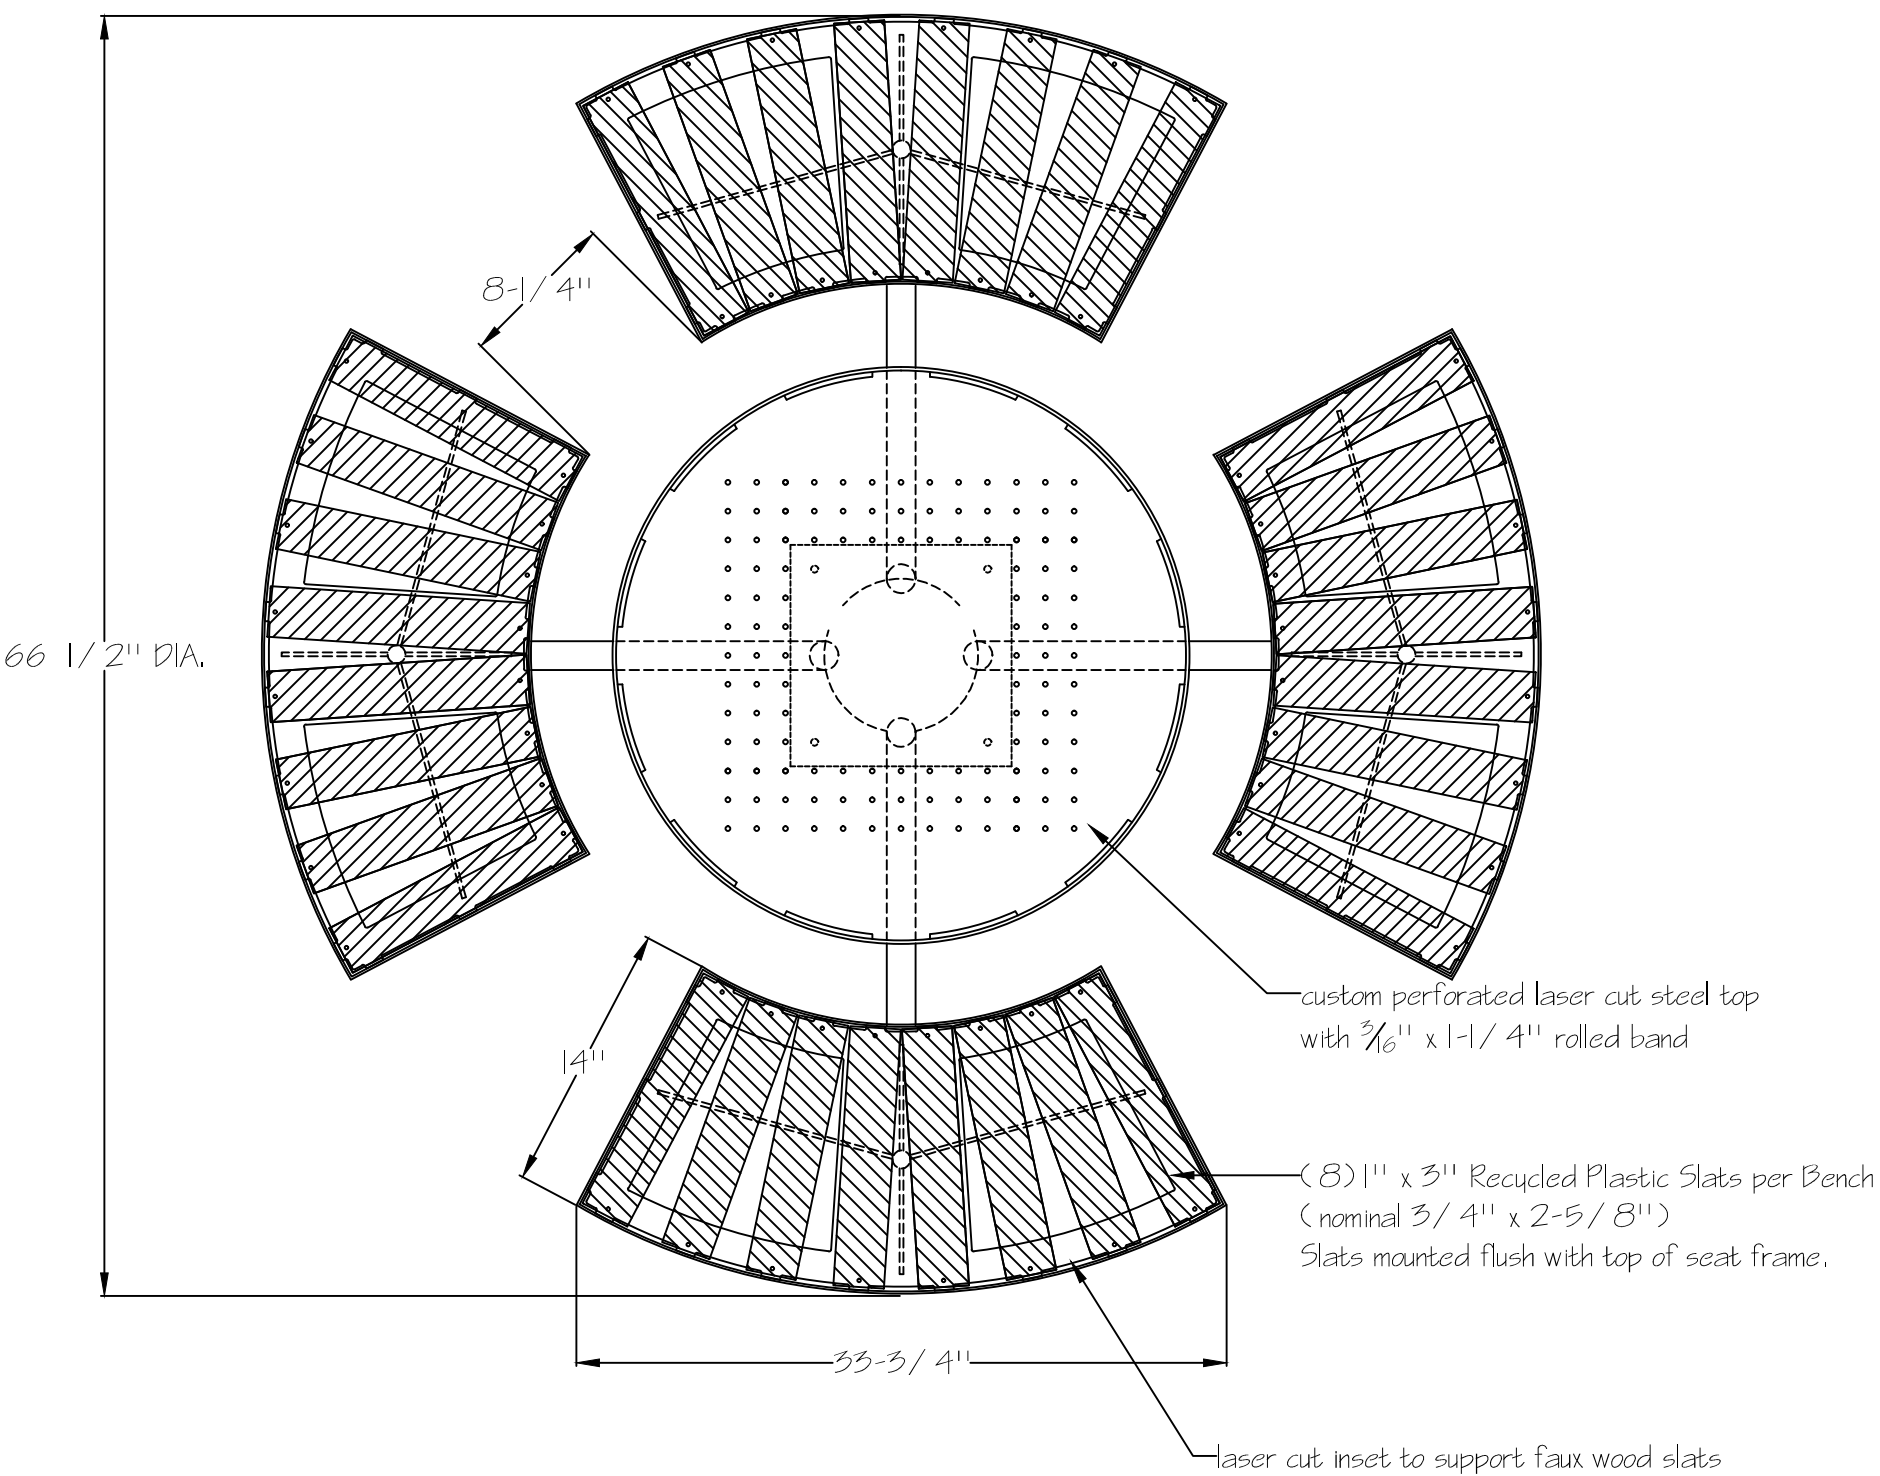 8-1/4"
66 1/2" DIA.
custom perforated laser cut steel top
with 3/16" x 1-1/4" rolled band
14"
(8) 1" x 3" Recycled Plastic Slats per Bench
(nominal 3/4" x 2-5/8")
Slats mounted flush with top of seat frame.
33-3/4"
laser cut inset to support faux wood slats